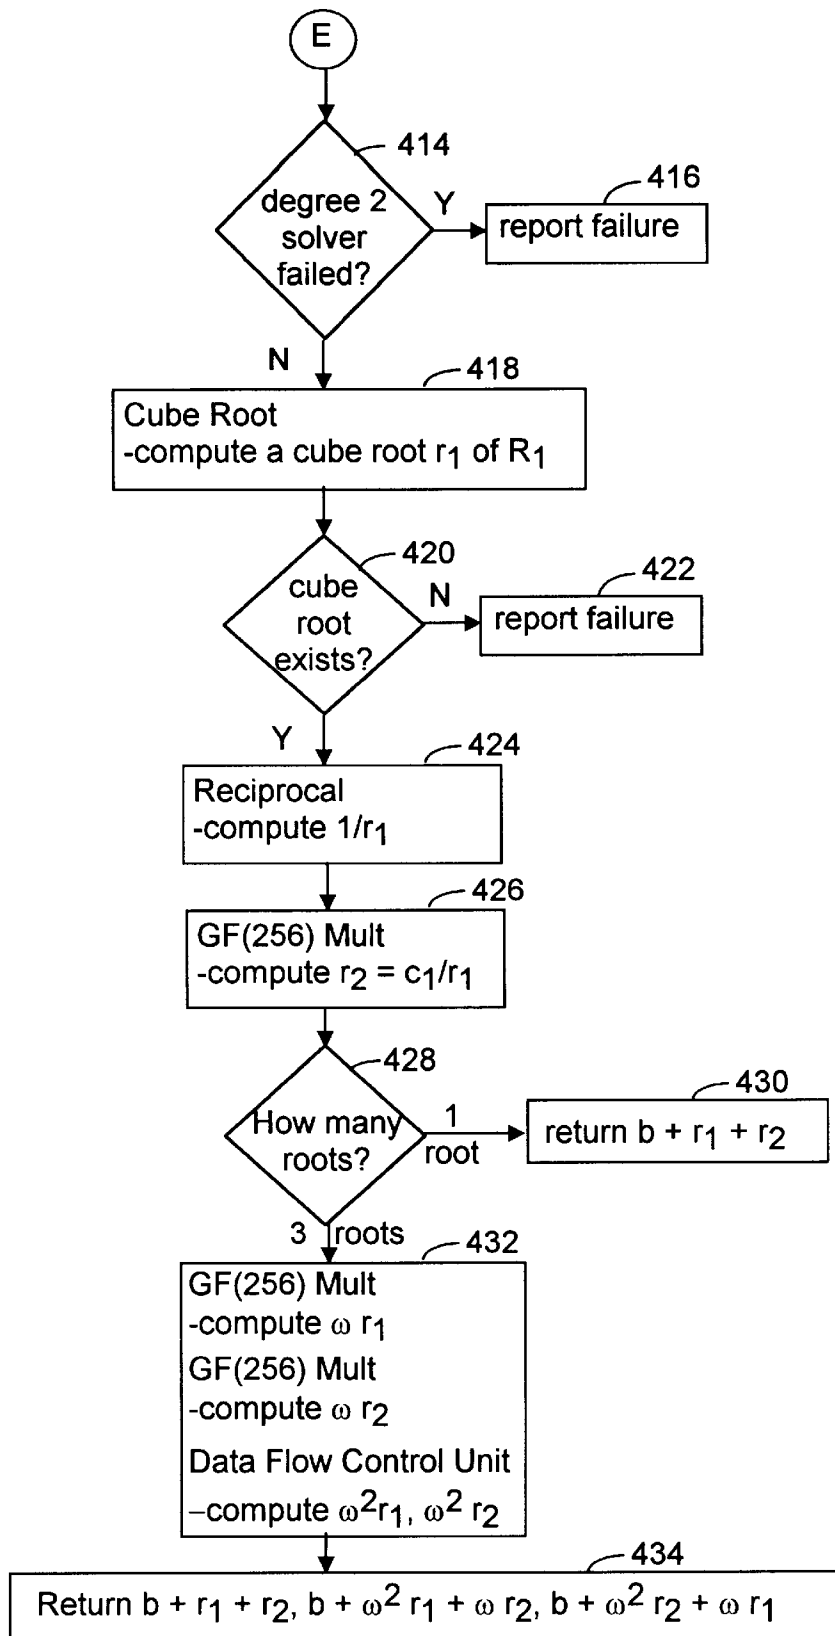 E
414
degree 2
solver
failed?
Y
416
report failure
N
418
Cube Root
-compute a cube root r₁ of R₁
420
cube
root
exists?
N
422
report failure
Y
424
Reciprocal
-compute 1/r₁
426
GF(256) Mult
-compute r₂ = c₁/r₁
428
How many
roots?
1
root
430
return b + r₁ + r₂
3 roots
432
GF(256) Mult
-compute ω r₁
GF(256) Mult
-compute ω r₂
Data Flow Control Unit
–compute ω²r₁, ω² r₂
434
Return b + r₁ + r₂, b + ω² r₁ + ω r₂, b + ω² r₂ + ω r₁